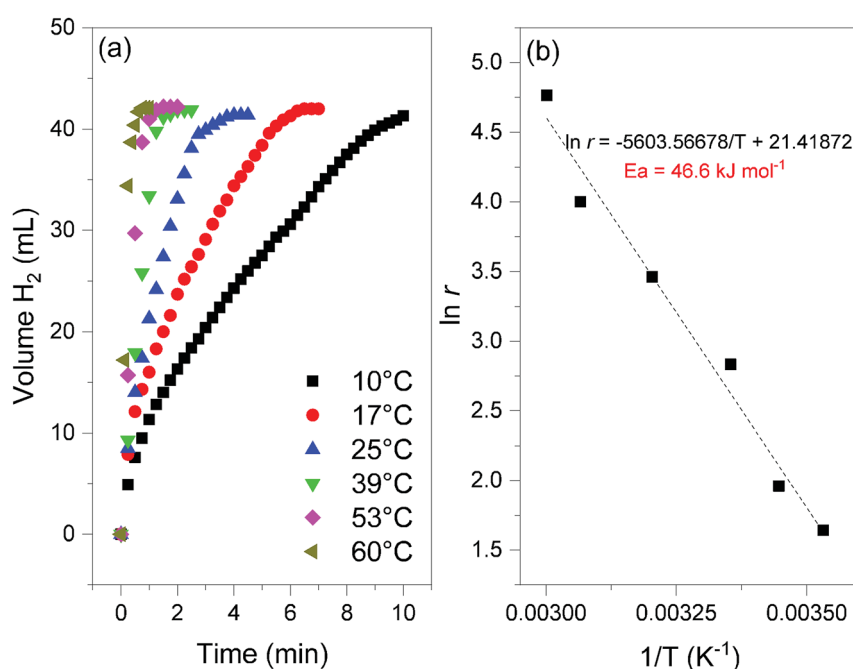 (a)
50
40
30
20
10
0
Volume H₂ (mL)
10°C
17°C
25°C
39°C
53°C
60°C
0 2 4 6 8 10
Time (min)
(b)
5.0
4.5
4.0
3.5
3.0
2.5
2.0
1.5
ln r
ln r = -5603.56678/T + 21.41872
Ea = 46.6 kJ mol⁻¹
0.00300 0.00325 0.00350
1/T (K⁻¹)